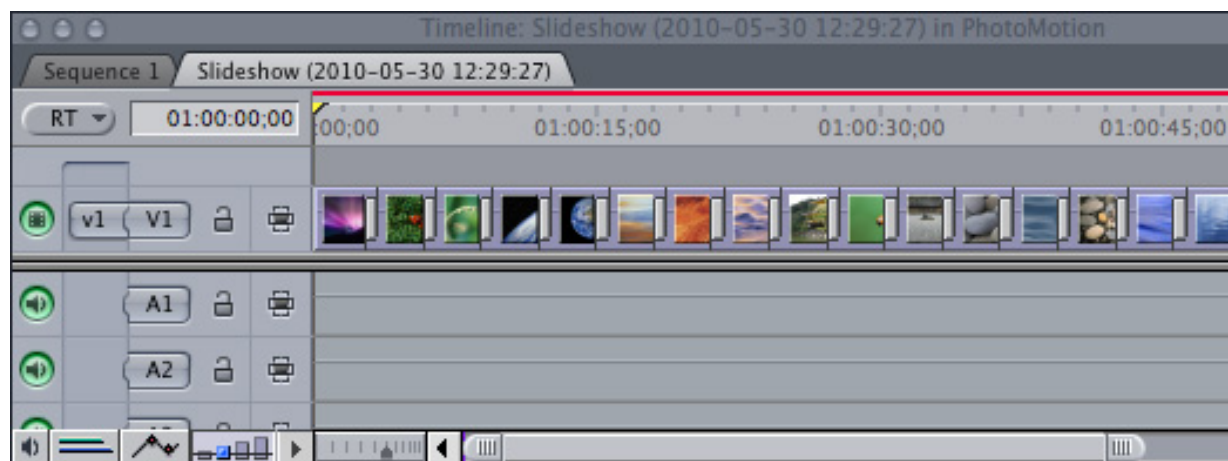 Timeline: Slideshow (2010-05-30 12:29:27) in PhotoMotion
Sequence 1 Slideshow (2010-05-30 12:29:27)
RT 01:00:00;00 :00;00 01:00:15;00 01:00:30;00 01:00:45;00
v1 V1
A1
A2